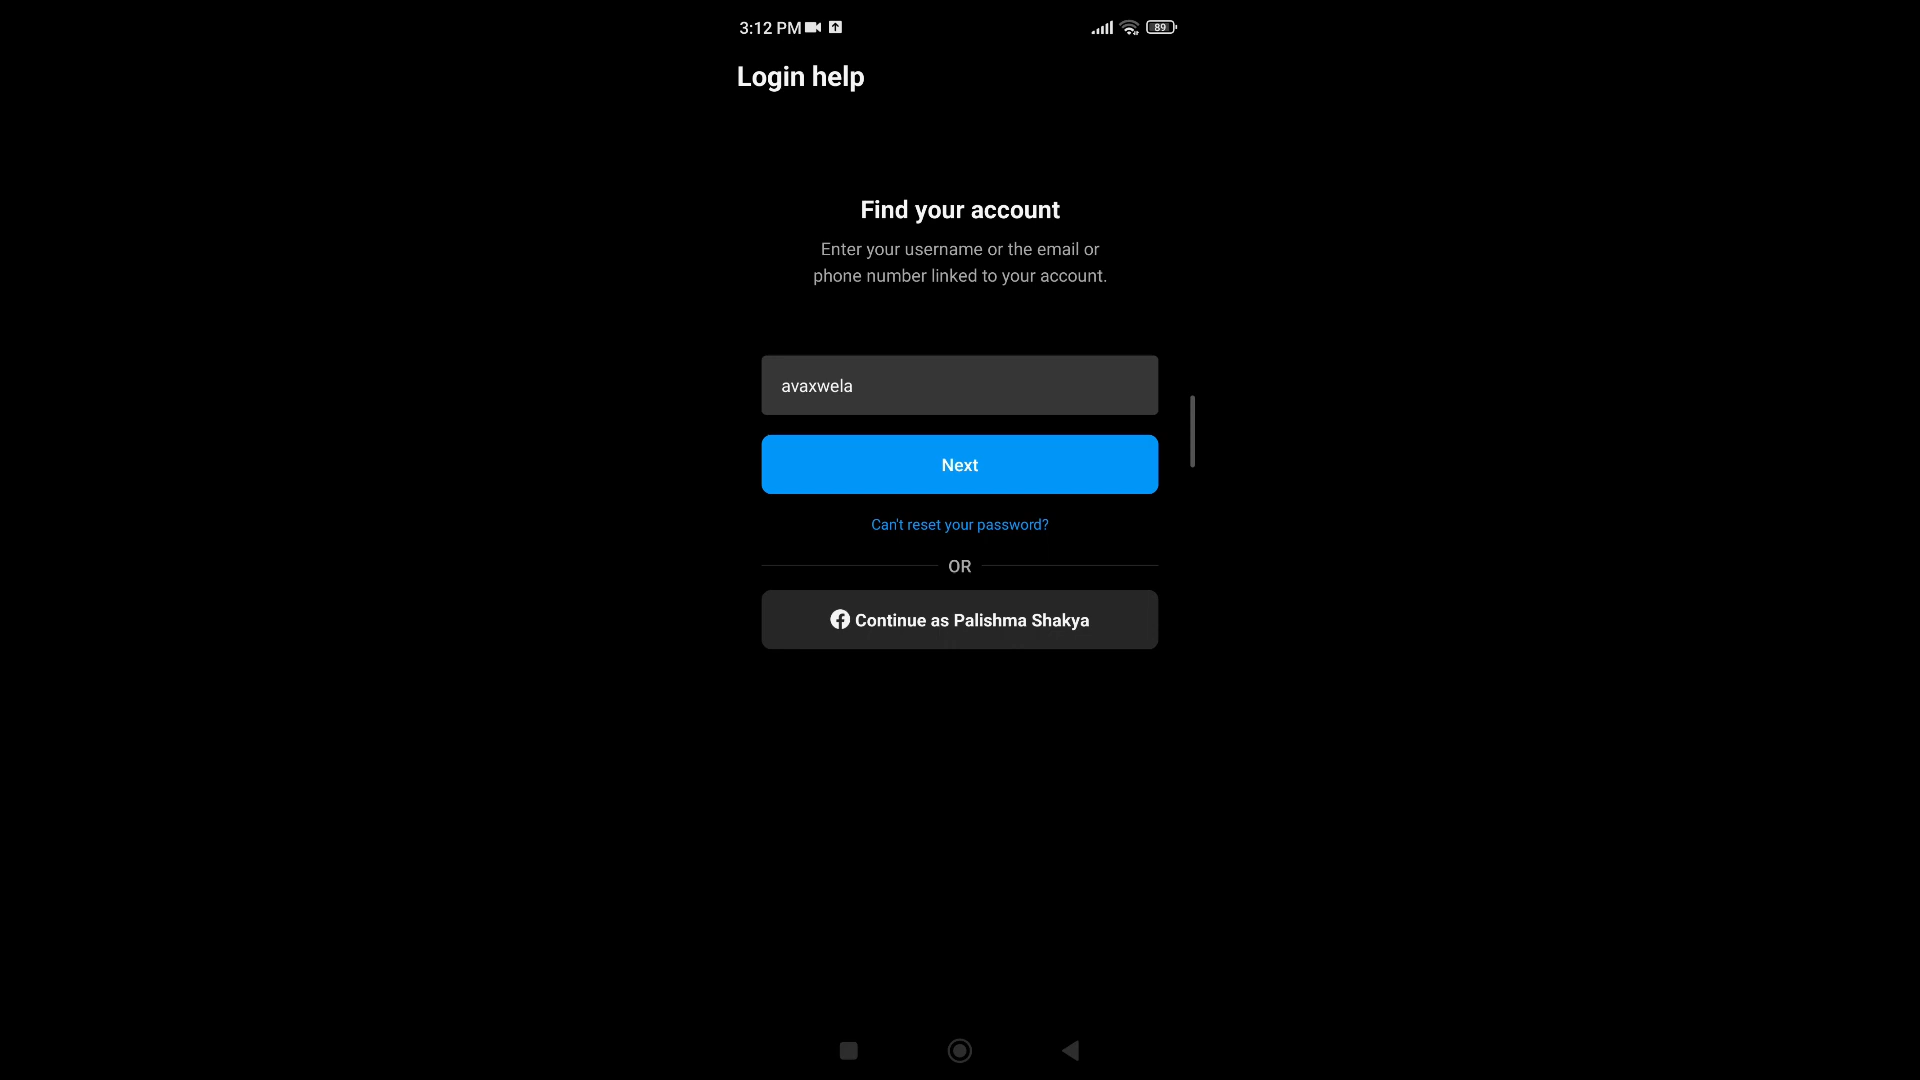 3:12 PM
89
Login help
Find your account
Enter your username or the email or
phone number linked to your account.
avaxwela
Next
Can't reset your password?
OR
Continue as Palishma Shakya